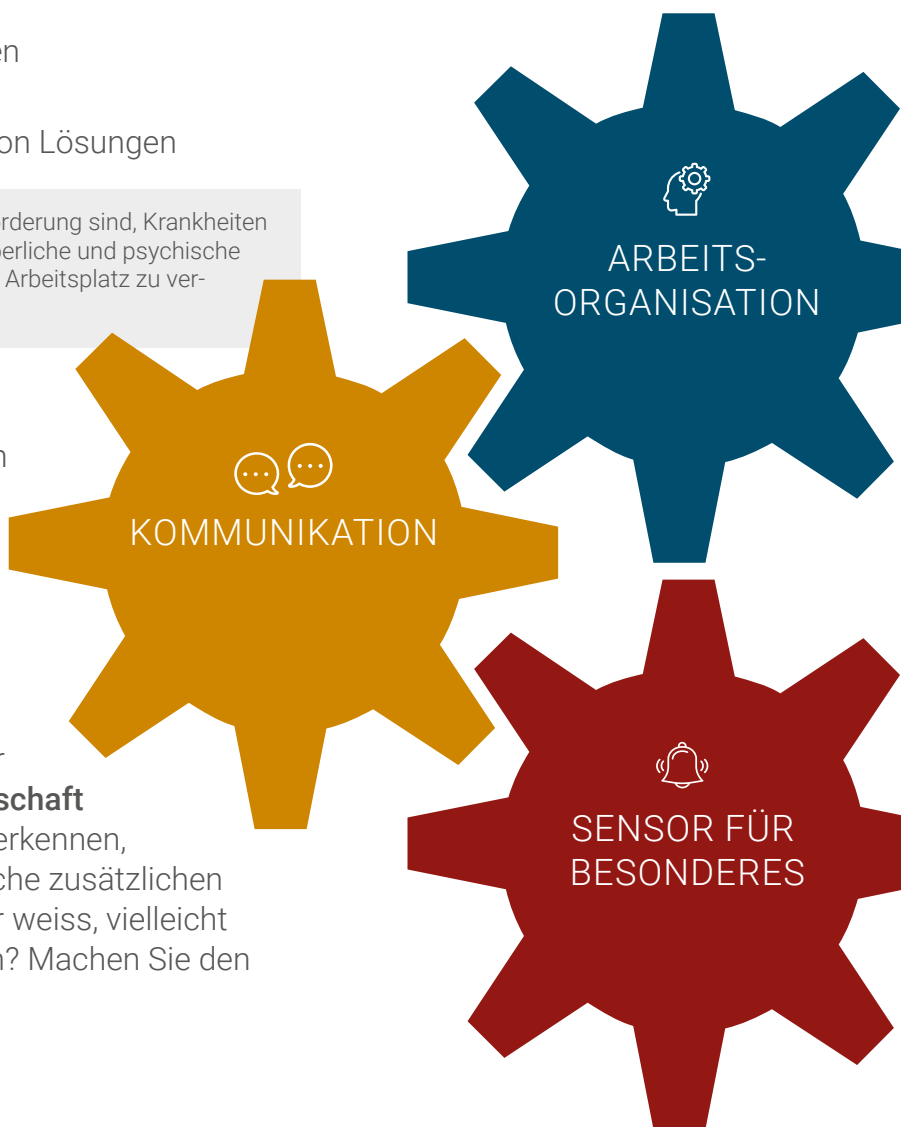 en
on Lösungen
orderung sind, Krankheiten
perliche und psychische
Arbeitsplatz zu ver-
ARBEITS-
ORGANISATION
n
KOMMUNIKATION
r
schaft
erkennen,
che zusätzlichen
r weiss, vielleicht
n? Machen Sie den
SENSOR FÜR
BESONDERES